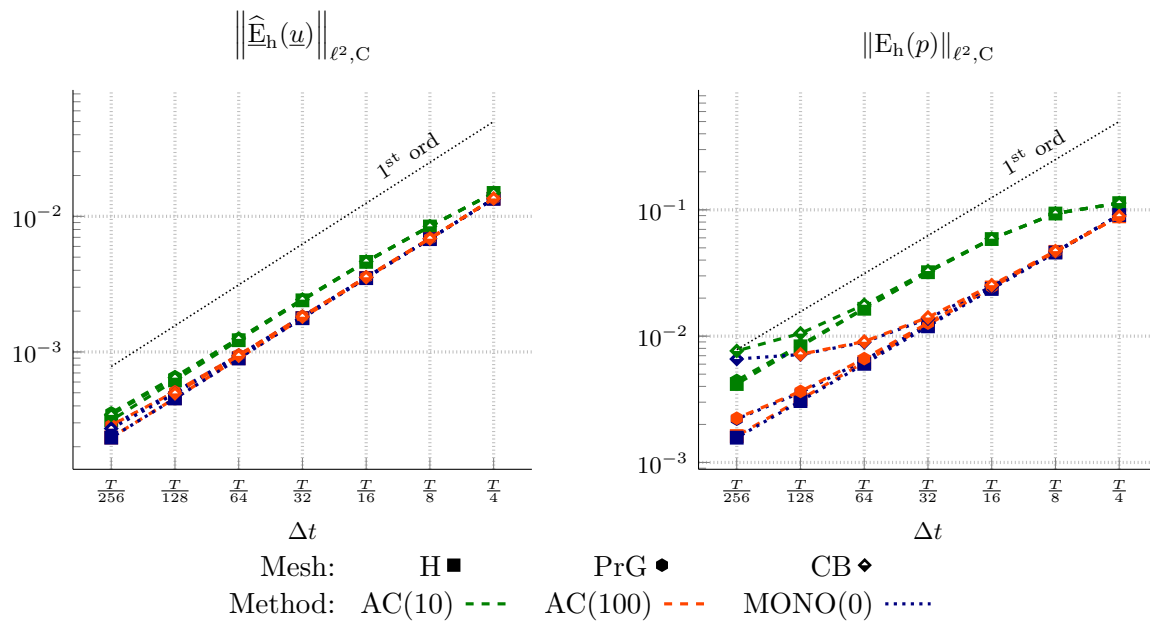 ‖Ê̲ₕ(u̲)‖_{ℓ²,C}
‖Eₕ(p)‖_{ℓ²,C}
1ˢᵗ ord
10⁻²
10⁻³
T/256 T/128 T/64 T/32 T/16 T/8 T/4
Δt
1ˢᵗ ord
10⁻¹
10⁻²
10⁻³
T/256 T/128 T/64 T/32 T/16 T/8 T/4
Δt
Mesh: H PrG CB
Method: AC(10) AC(100) MONO(0)